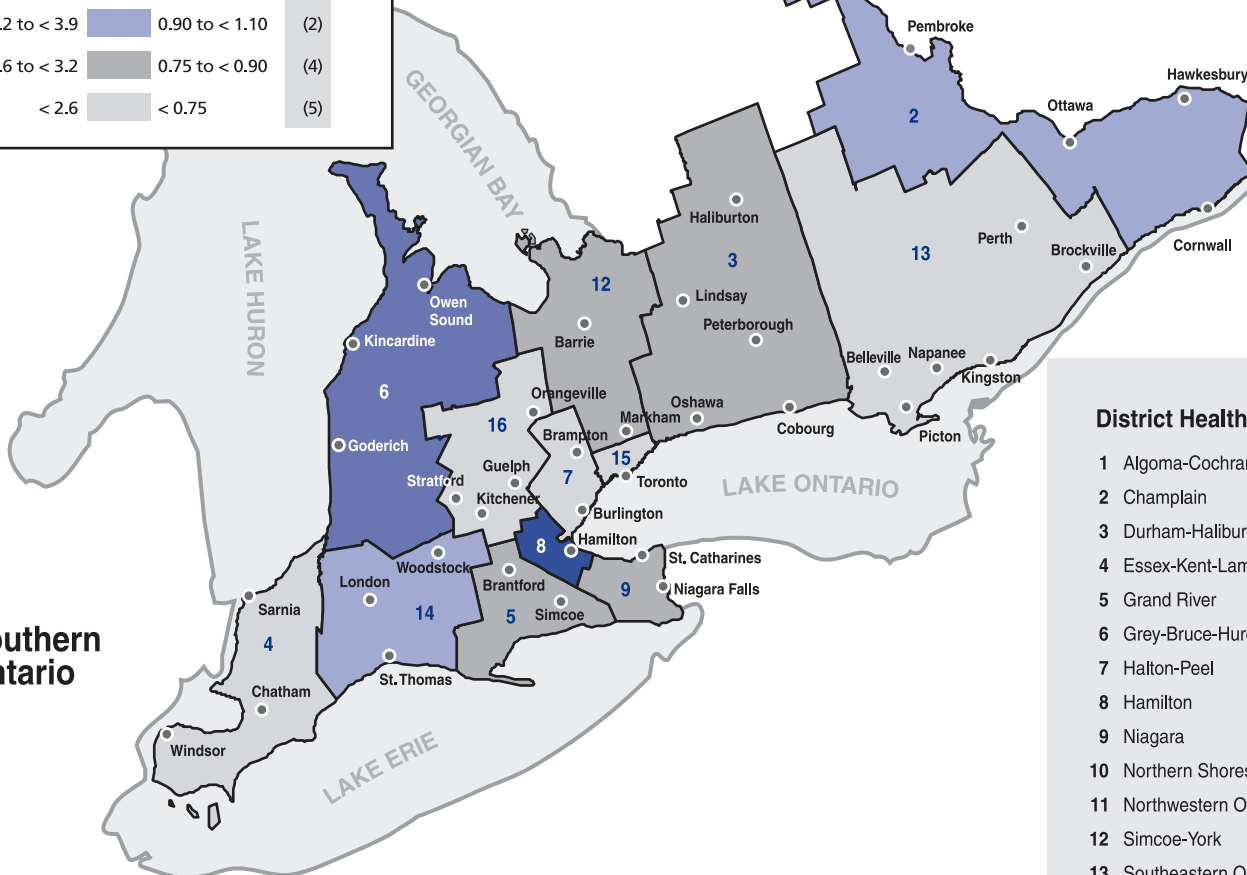 .2 to < 3.9 0.90 to < 1.10 (2)
.6 to < 3.2 0.75 to < 0.90 (4)
< 2.6 < 0.75 (5)
GEORGIAN BAY
LAKE HURON
Pembroke
Hawkesbury
Ottawa
2
Haliburton
Perth
Brockville
Cornwall
13
3
12
Owen
Sound
Lindsay
Peterborough
Barrie
Kincardine
Belleville
Napanee
Kingston
6
Orangeville
Oshawa
Markham
Cobourg
Picton
16
Brampton
Goderich
15
Guelph
7
Toronto
Stratford
LAKE ONTARIO
Kitchener
Burlington
Hamilton
8
St. Catharines
Woodstock
London
Brantford
9
Niagara Falls
Sarnia
14
5
Simcoe
4
St. Thomas
Chatham
Windsor
LAKE ERIE
uthern
ntario
District Health
1 Algoma-Cochran
2 Champlain
3 Durham-Halibur
4 Essex-Kent-Lam
5 Grand River
6 Grey-Bruce-Hur
7 Halton-Peel
8 Hamilton
9 Niagara
10 Northern Shores
11 Northwestern O
12 Simcoe-York
13 Southeastern O